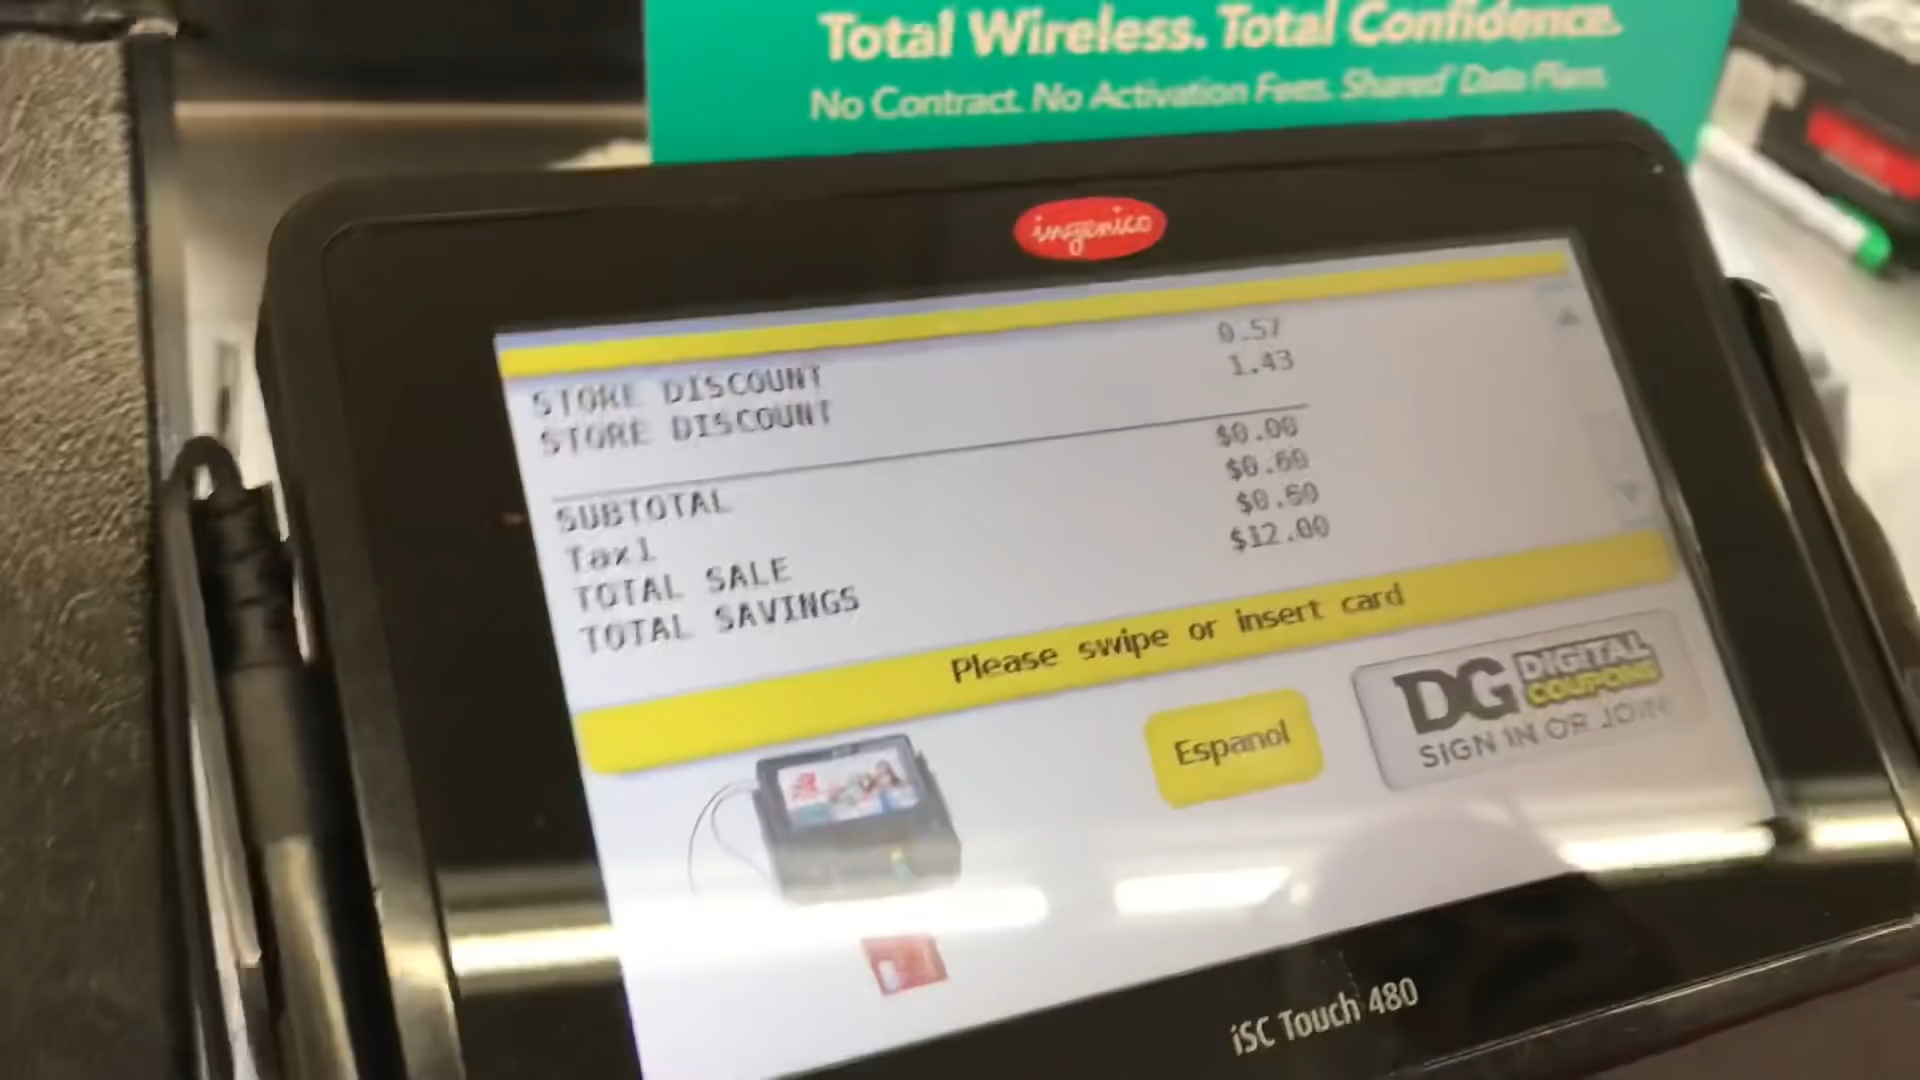 Total Wireless. Total Confidence.
No Contract. No Activation Fees. Shared Data Plans.
ingenico
STORE DISCOUNT 0.57
STORE DISCOUNT 1.43
SUBTOTAL $0.00
Tax1 $0.60
TOTAL SALE $0.60
TOTAL SAVINGS $12.00
Please swipe or insert card
Espanol
DG DIGITAL COUPONS
SIGN IN OR JOIN
iSC Touch 480